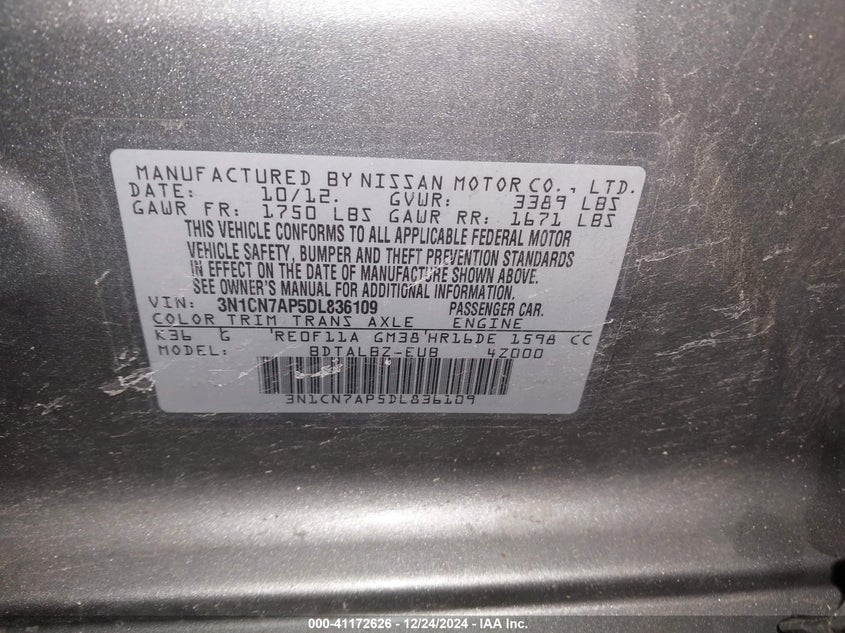 MANUFACTURED BY NISSAN MOTOR CO., LTD.
DATE: 10/12. GVWR: 3389 LBS
GAWR FR: 1750 LBS GAWR RR: 1671 LBS
THIS VEHICLE CONFORMS TO ALL APPLICABLE FEDERAL MOTOR
VEHICLE SAFETY, BUMPER AND THEFT PREVENTION STANDARDS
IN EFFECT ON THE DATE OF MANUFACTURE SHOWN ABOVE.
SEE OWNER'S MANUAL FOR ADDITIONAL INFORMATION.
VIN: 3N1CN7AP5DL836109 PASSENGER CAR.
COLOR TRIM TRANS AXLE ENGINE
K36 G RE0F11A GM38 HR16DE 1598 CC
MODEL: BDTALBZ-EUB 4Z000
3N1CN7AP5DL836109
000-41172626 - 12/24/2024 - IAA Inc.